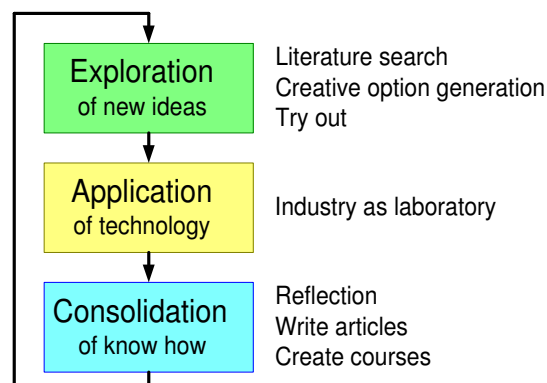 Exploration
of new ideas
Literature search
Creative option generation
Try out
Application
of technology
Industry as laboratory
Consolidation
of know how
Reflection
Write articles
Create courses